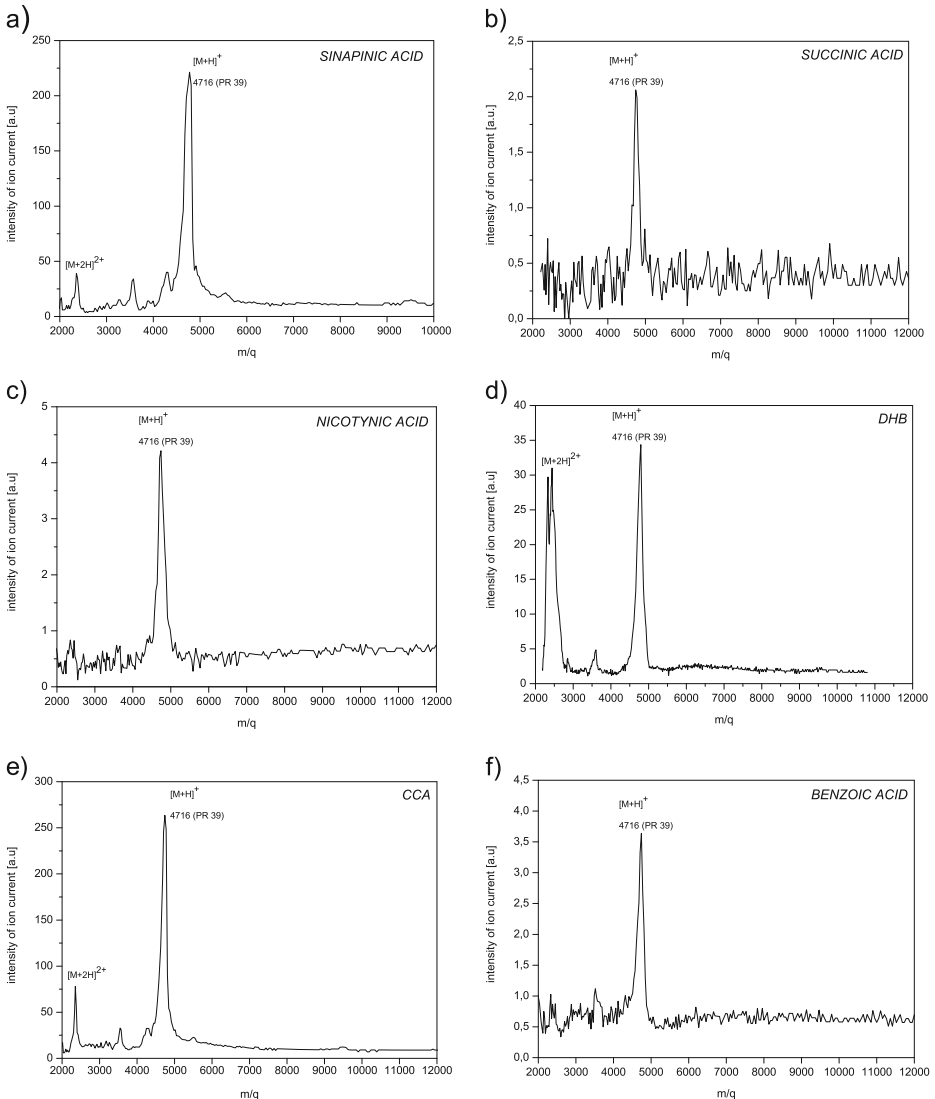 a)
SINAPINIC ACID
[M+H]+
4716 (PR 39)
[M+2H]2+
250
200
150
100
50
0
2000 3000 4000 5000 6000 7000 8000 9000 10000
m/q
intensity of ion current [a.u]
b)
SUCCINIC ACID
[M+H]+
4716 (PR 39)
2,5
2,0
1,5
1,0
0,5
0,0
2000 3000 4000 5000 6000 7000 8000 9000 10000 11000 12000
m/q
intensity of ion current [a.u.]
c)
NICOTYNIC ACID
[M+H]+
4716 (PR 39)
5
4
3
2
1
0
2000 3000 4000 5000 6000 7000 8000 9000 10000 11000 12000
m/q
intensity of ion current [a.u]
d)
DHB
[M+H]+
4716 (PR 39)
[M+2H]2+
40
35
30
25
20
15
10
5
0
2000 3000 4000 5000 6000 7000 8000 9000 10000 11000 12000
m/q
intensity of ion current [a.u]
e)
CCA
[M+H]+
4716 (PR 39)
[M+2H]2+
300
250
200
150
100
50
0
2000 3000 4000 5000 6000 7000 8000 9000 10000 11000 12000
m/q
intensity of ion current [a.u]
f)
BENZOIC ACID
[M+H]+
4716 (PR 39)
4,5
4,0
3,5
3,0
2,5
2,0
1,5
1,0
0,5
0,0
2000 3000 4000 5000 6000 7000 8000 9000 10000 11000 12000
m/q
intensity of ion current [a.u]